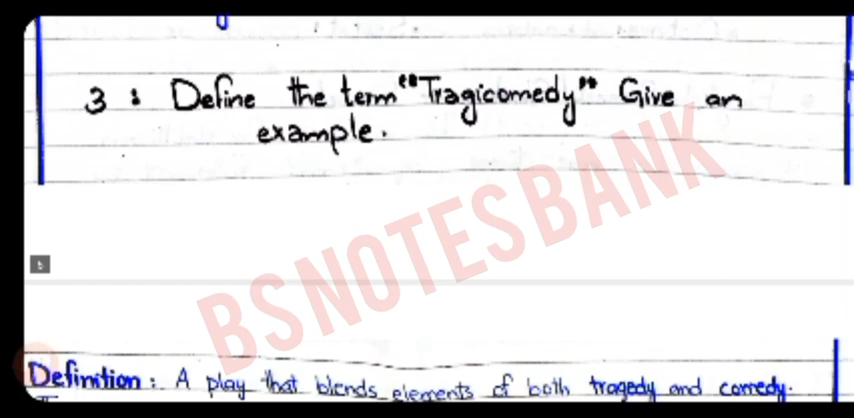 3 : Define the term "Tragicomedy" Give an
example.
BSNOTESBANK
Definition : A play that blends elements of both tragedy and comedy.